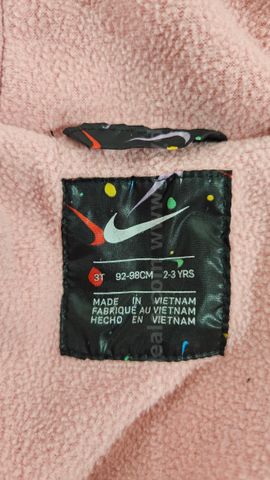 3T 92-98CM 2-3 YRS
MADE IN VIETNAM
FABRIQUÉ AU VIETNAM
HECHO EN VIETNAM